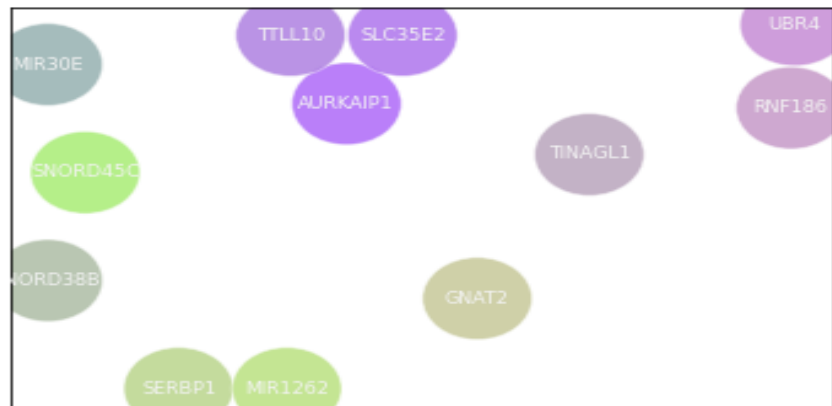 TTLL10 SLC35E2 UBR4
MIR30E
AURKAIP1 RNF186
TINAGL1
SNORD45C
NORD38B
GNAT2
SERBP1 MIR1262